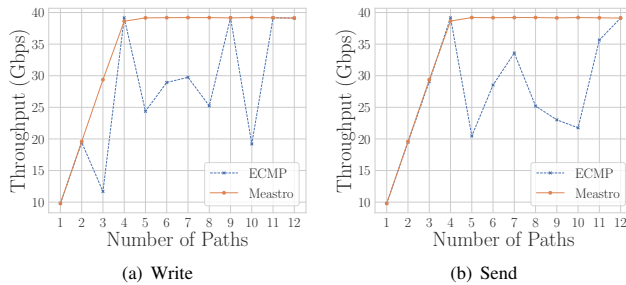 Throughput (Gbps)
40
35
30
25
20
15
10
1 2 3 4 5 6 7 8 9 10 11 12
Number of Paths
ECMP
Meastro
(a) Write
Throughput (Gbps)
40
35
30
25
20
15
10
1 2 3 4 5 6 7 8 9 10 11 12
Number of Paths
ECMP
Meastro
(b) Send